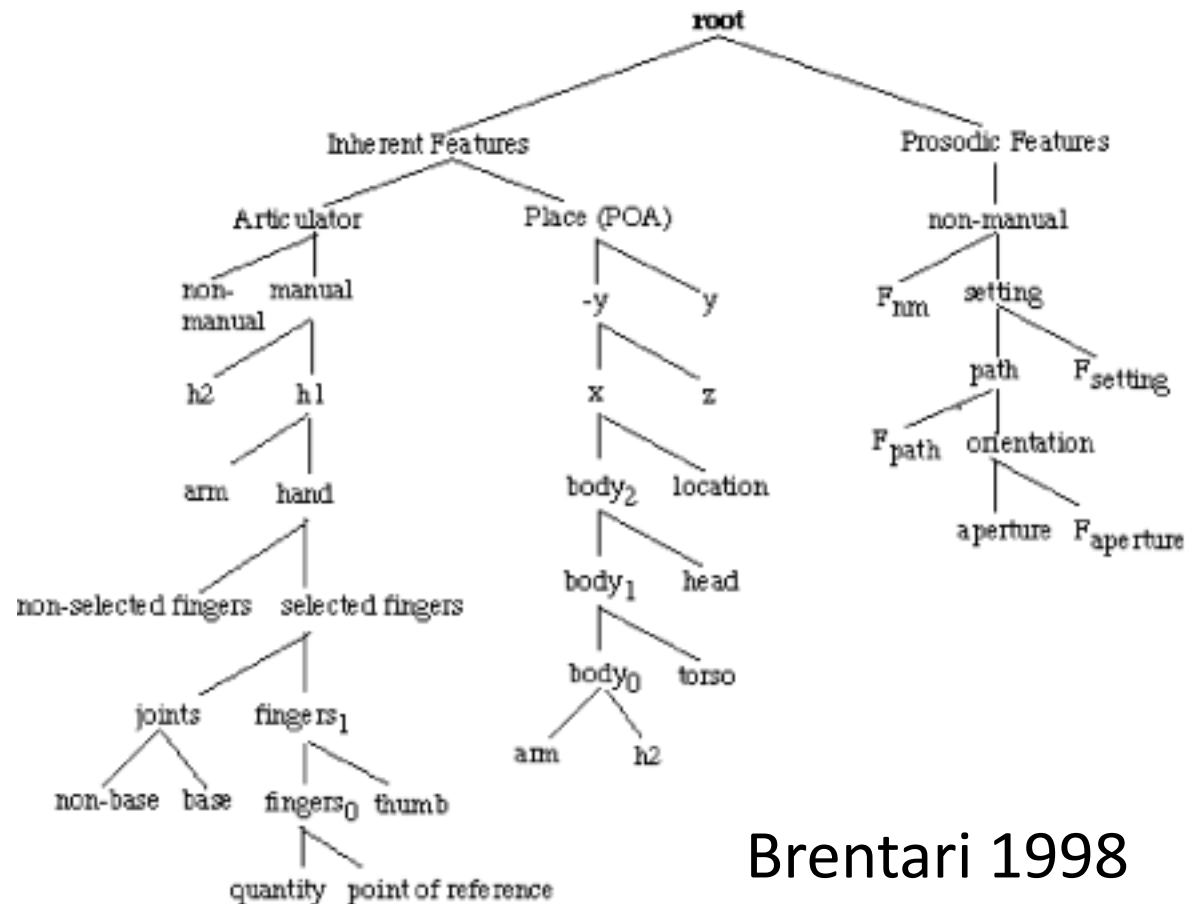 root
Inherent Features Prosodic Features
Articulator Place (POA) non-manual
non- manual -y y Fnm setting
manual
h2 h1 x z path Fsetting
Fpath orientation
arm hand body2 location
aperture Faperture
non-selected fingers selected fingers body1 head
body0 torso
joints fingers1
arm h2
non-base base fingers0 thumb
quantity point of reference
Brentari 1998